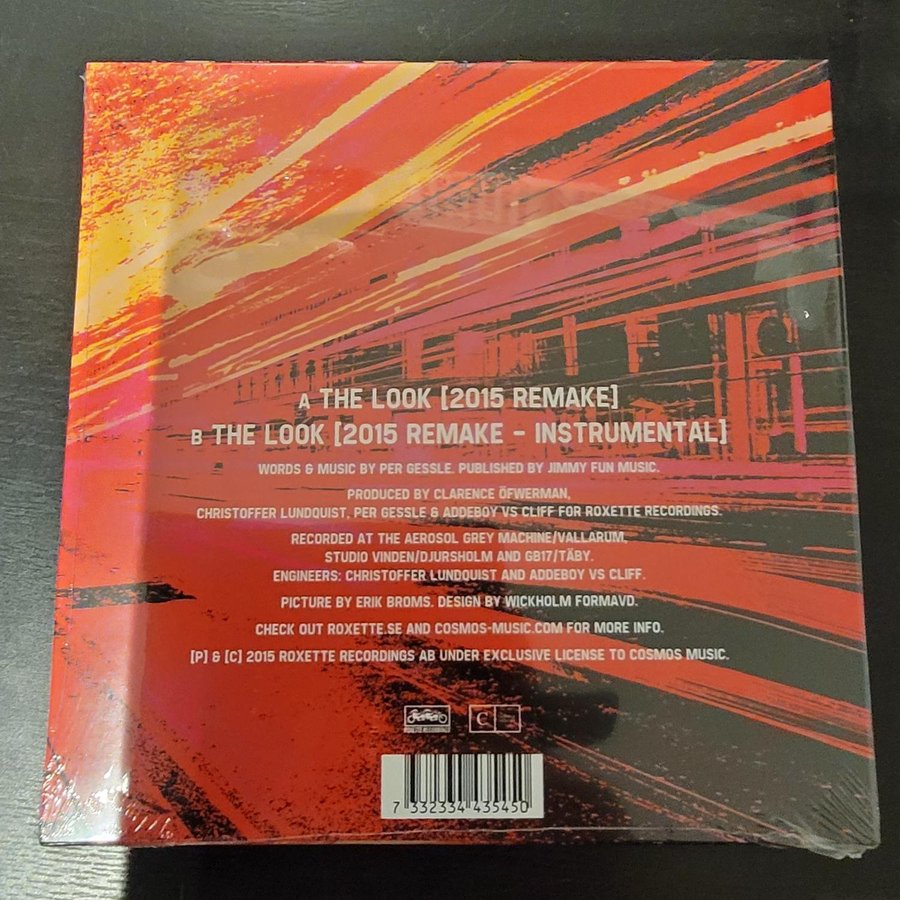 A THE LOOK [2015 REMAKE]
B THE LOOK [2015 REMAKE - INSTRUMENTAL]
WORDS & MUSIC BY PER GESSLE. PUBLISHED BY JIMMY FUN MUSIC.
PRODUCED BY CLARENCE ÖFWERMAN,
CHRISTOFFER LUNDQUIST, PER GESSLE & ADDEBOY VS CLIFF FOR ROXETTE RECORDINGS.
RECORDED AT THE AEROSOL GREY MACHINE/VALLARUM,
STUDIO VINDEN/DJURSHOLM AND GB17/TÄBY.
ENGINEERS: CHRISTOFFER LUNDQUIST AND ADDEBOY VS CLIFF.
PICTURE BY ERIK BROMS. DESIGN BY WICKHOLM FORMAVD.
CHECK OUT ROXETTE.SE AND COSMOS-MUSIC.COM FOR MORE INFO.
[P] & [C] 2015 ROXETTE RECORDINGS AB UNDER EXCLUSIVE LICENSE TO COSMOS MUSIC.
C
7 332334 435450